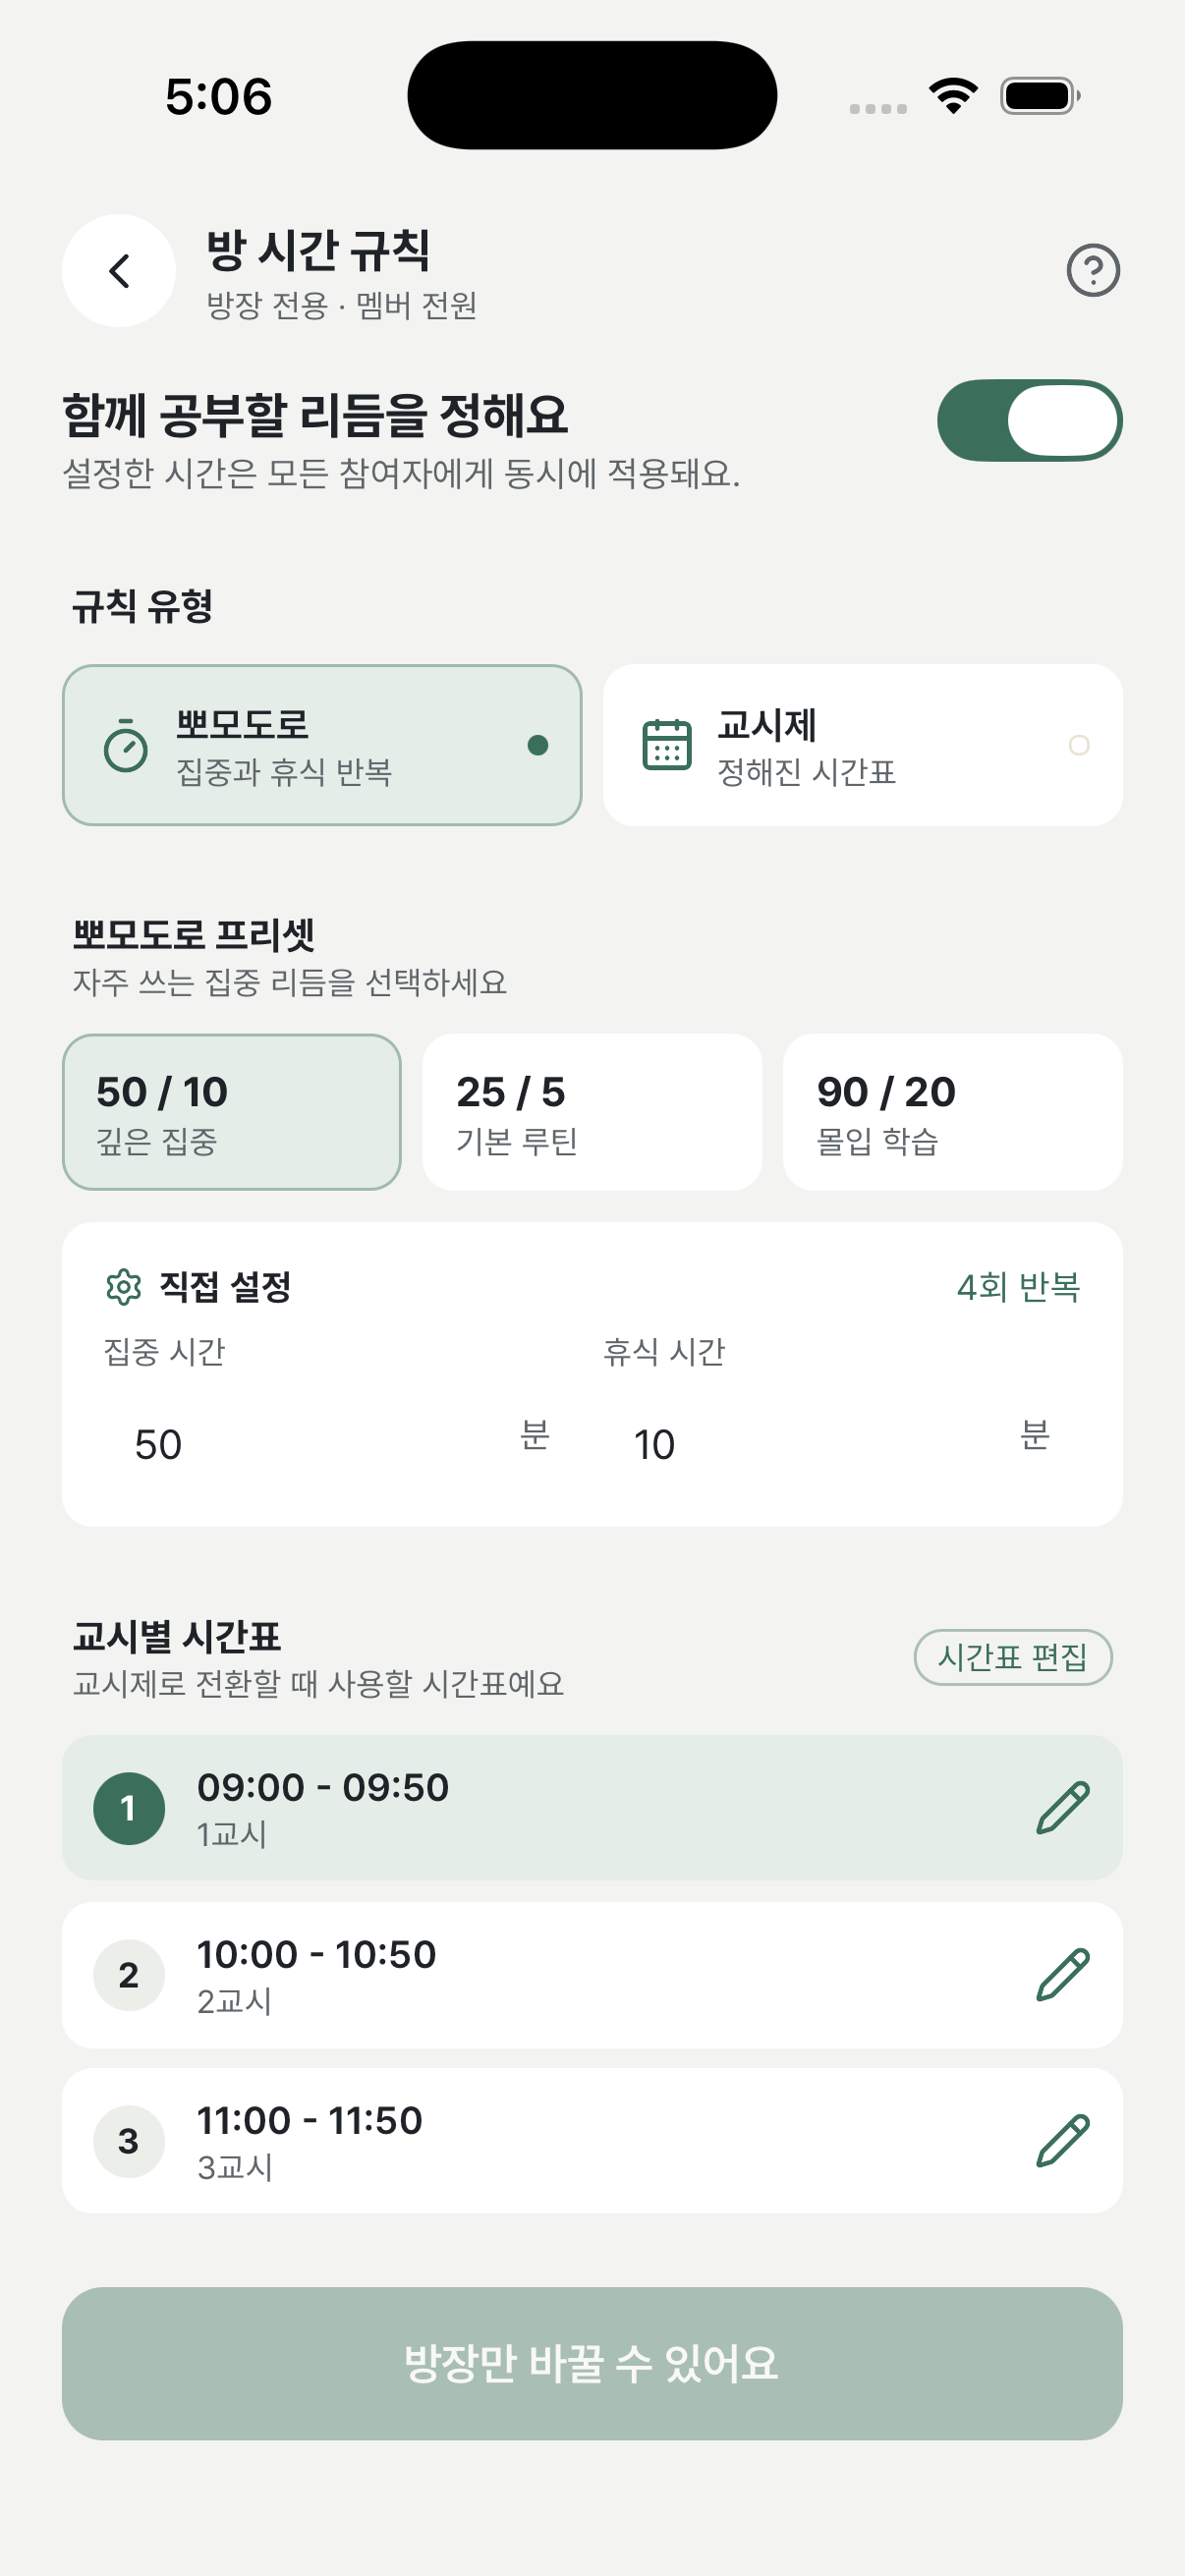 5:06
방 시간 규칙
방장 전용 · 멤버 전원
함께 공부할 리듬을 정해요
설정한 시간은 모든 참여자에게 동시에 적용돼요.
규칙 유형
뽀모도로
집중과 휴식 반복
교시제
정해진 시간표
뽀모도로 프리셋
자주 쓰는 집중 리듬을 선택하세요
50 / 10
깊은 집중
25 / 5
기본 루틴
90 / 20
몰입 학습
직접 설정
4회 반복
집중 시간
휴식 시간
50 분
10 분
교시별 시간표
교시제로 전환할 때 사용할 시간표예요
시간표 편집
1
09:00 - 09:50
1교시
2
10:00 - 10:50
2교시
3
11:00 - 11:50
3교시
방장만 바꿀 수 있어요